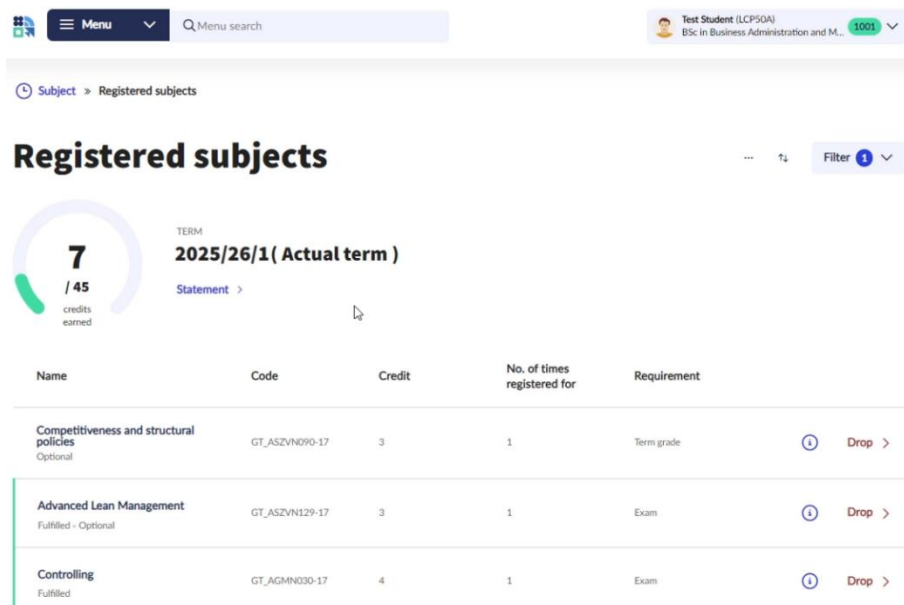 Menu
Menu search
Test Student (LCP50A)
BSc in Business Administration and M...
1001
Subject » Registered subjects
Registered subjects
...
Filter 1
7
/ 45
credits
earned
TERM
2025/26/1( Actual term )
Statement >
Name Code Credit No. of times
registered for Requirement
Competitiveness and structural
policies
Optional
GT_ASZVN090-17 3 1 Term grade Drop >
Advanced Lean Management
Fulfilled - Optional
GT_ASZVN129-17 3 1 Exam Drop >
Controlling
Fulfilled
GT_AGMN030-17 4 1 Exam Drop >